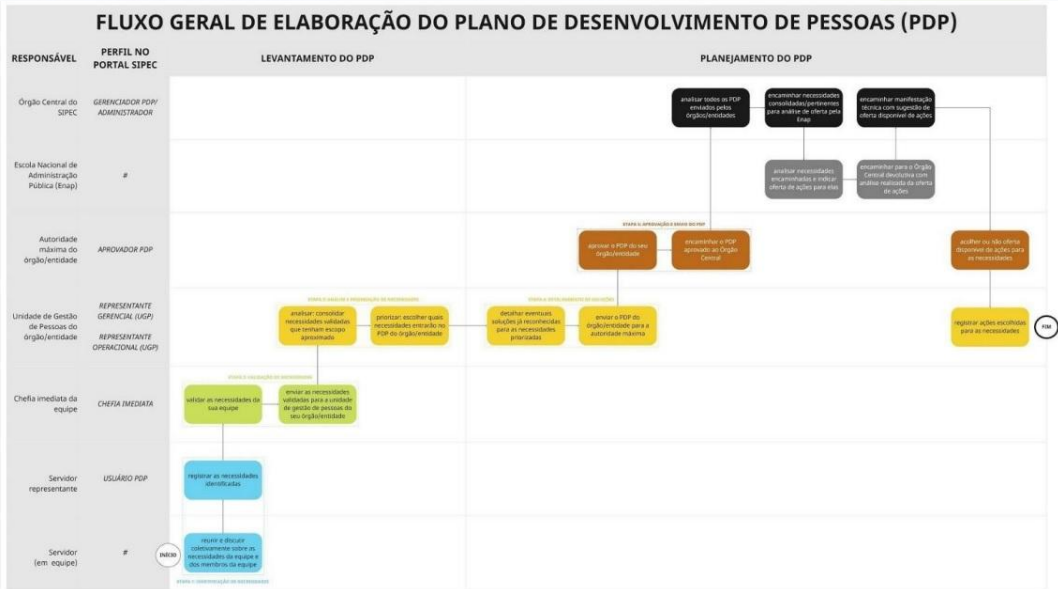 FLUXO GERAL DE ELABORAÇÃO DO PLANO DE DESENVOLVIMENTO DE PESSOAS (PDP)
RESPONSÁVEL
PERFIL NO
PORTAL SIPEC
LEVANTAMENTO DO PDP
PLANEJAMENTO DO PDP
Órgão Central do
SIPEC
GERENCIADOR PDP/
ADMINISTRADOR
analisar todos os PDP
enviados pelos
órgãos/entidades
encaminhar necessidades
consolidadas/pertinentes
para análise de oferta pela
Enap
encaminhar manifestação
técnica com sugestão de
oferta disponível de ações
Escola Nacional de
Administração
Pública (Enap)
#
analisar necessidades
encaminhadas e indicar
oferta de ações para elas
encaminhar para o Órgão
Central devolutiva com
análise realizada da oferta
de ações
Autoridade
máxima do
órgão/entidade
APROVADOR PDP
ETAPA 5: APROVAÇÃO E ENVIO DO PDP
aprovar o PDP do seu
órgão/entidade
encaminhar o PDP
aprovado ao Órgão
Central
acolher ou não oferta
disponível de ações para
as necessidades
Unidade de Gestão
de Pessoas do
órgão/entidade
REPRESENTANTE
GERENCIAL (UGP)
REPRESENTANTE
OPERACIONAL (UGP)
analisar: consolidar
necessidades validadas
que tenham escopo
aproximado
priorizar: escolher quais
necessidades entrarão no
PDP do órgão/entidade
detalhar eventuais
soluções já reconhecidas
para as necessidades
priorizadas
enviar o PDP do
órgão/entidade para a
autoridade máxima
registrar ações escolhidas
para as necessidades
FIM
Chefia imediata da
equipe
CHEFIA IMEDIATA
validar as necessidades da
sua equipe
enviar as necessidades
validadas para a unidade
de gestão de pessoas do
seu órgão/entidade
Servidor
representante
USUÁRIO PDP
registrar as necessidades
identificadas
Servidor
(em equipe)
#
INÍCIO
reunir e discutir
coletivamente sobre as
necessidades da equipe e
dos membros da equipe